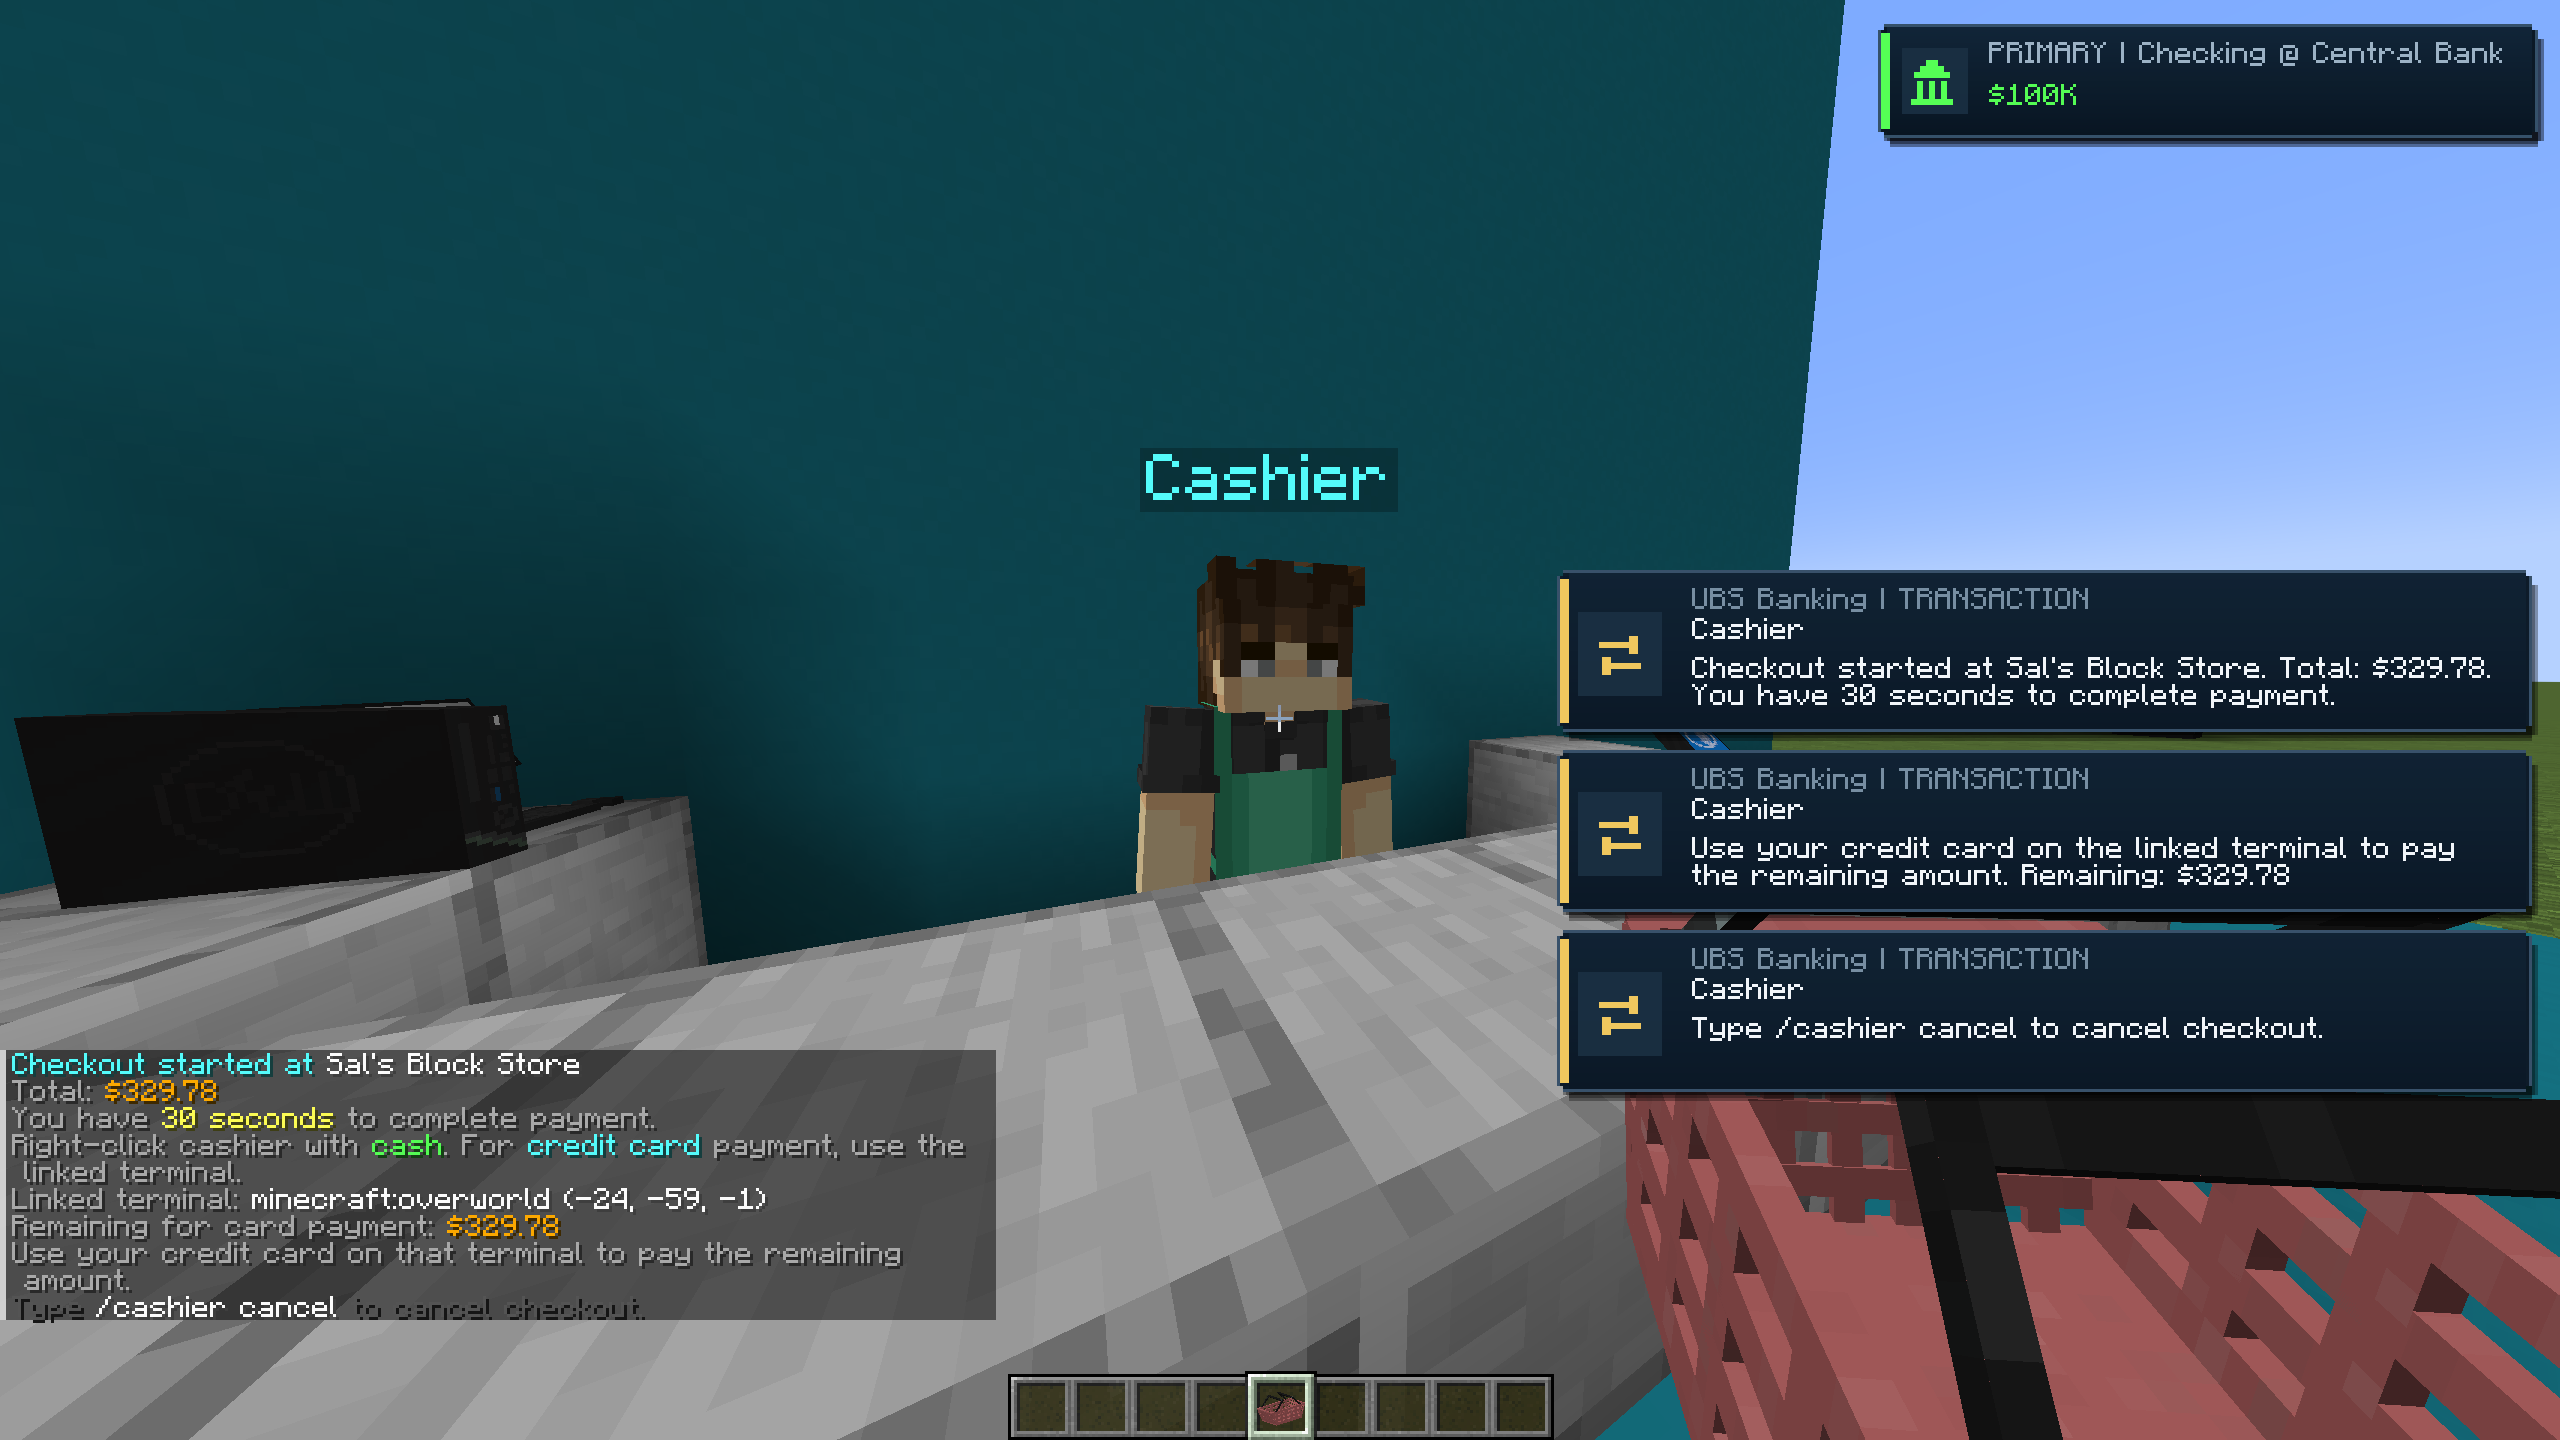 PRIMARY | Checking @ Central Bank
$100K
Cashier
UBS Banking | TRANSACTION
Cashier
Checkout started at Sal's Block Store. Total: $329.78.
You have 30 seconds to complete payment.
UBS Banking | TRANSACTION
Cashier
Use your credit card on the linked terminal to pay
the remaining amount. Remaining: $329.78
UBS Banking | TRANSACTION
Cashier
Type /cashier cancel to cancel checkout.
Checkout started at Sal's Block Store
Total: $329.78
You have 30 seconds to complete payment.
Right-click cashier with cash. For credit card payment, use the
linked terminal.
Linked terminal: minecraft:overworld (-24, -59, -1)
Remaining for card payment: $329.78
Use your credit card on that terminal to pay the remaining
amount.
Type /cashier cancel to cancel checkout.